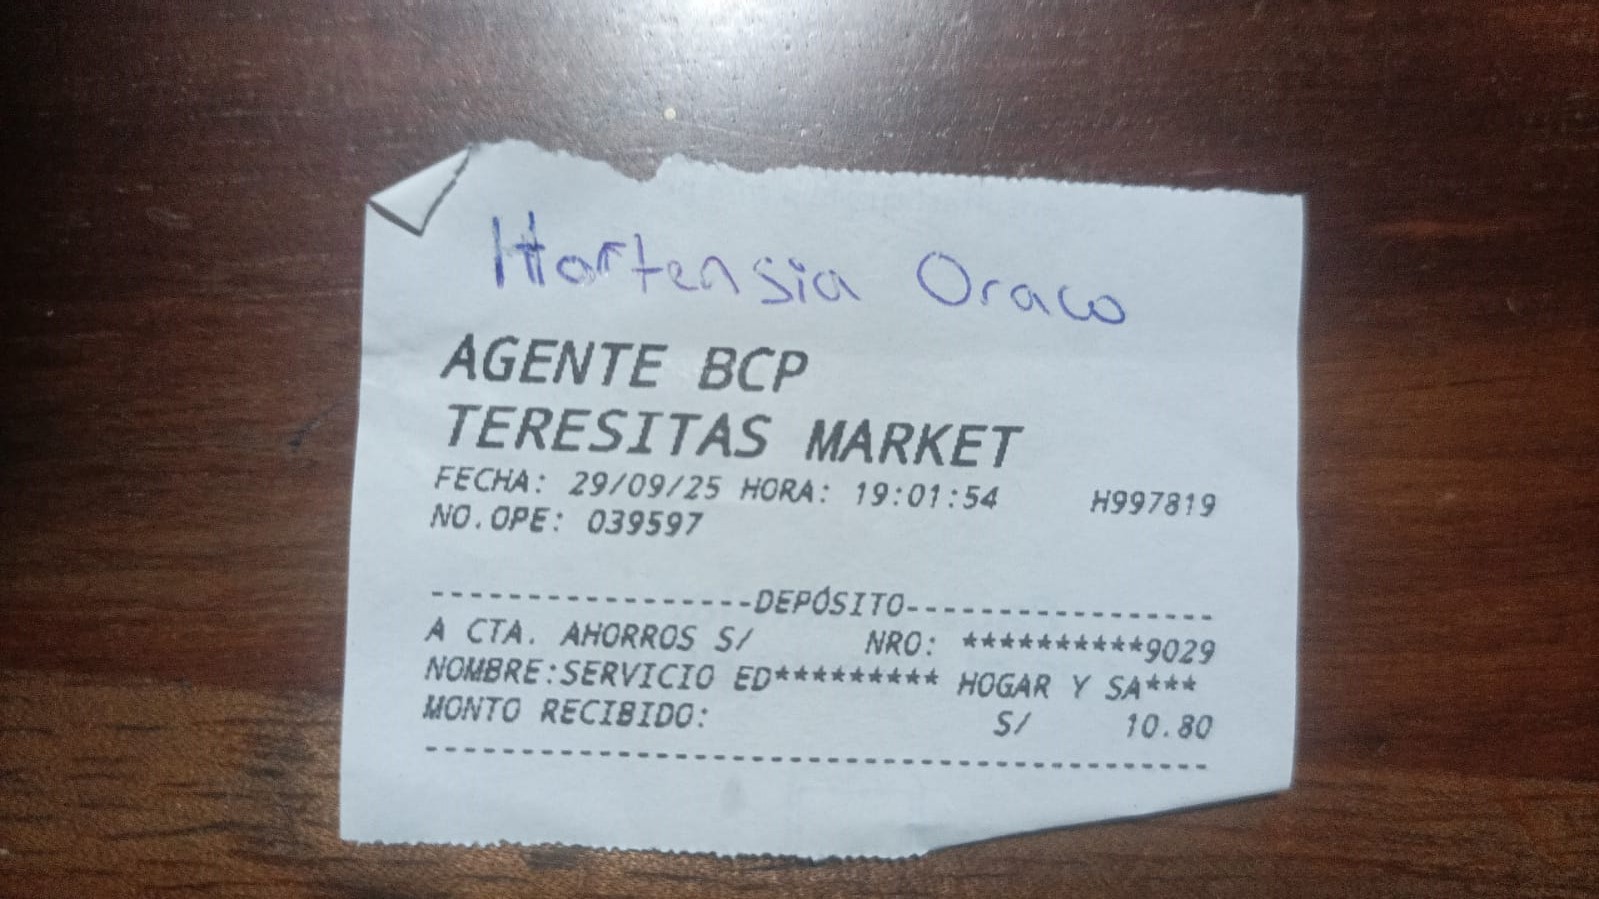 Hortensia Oraco
AGENTE BCP
TERESITAS MARKET
FECHA: 29/09/25 HORA: 19:01:54 H997819
NO.OPE: 039597
-----------------DEPÓSITO-----------------
A CTA. AHORROS S/ NRO: **********9029
NOMBRE:SERVICIO ED********* HOGAR Y SA***
MONTO RECIBIDO: S/ 10.80